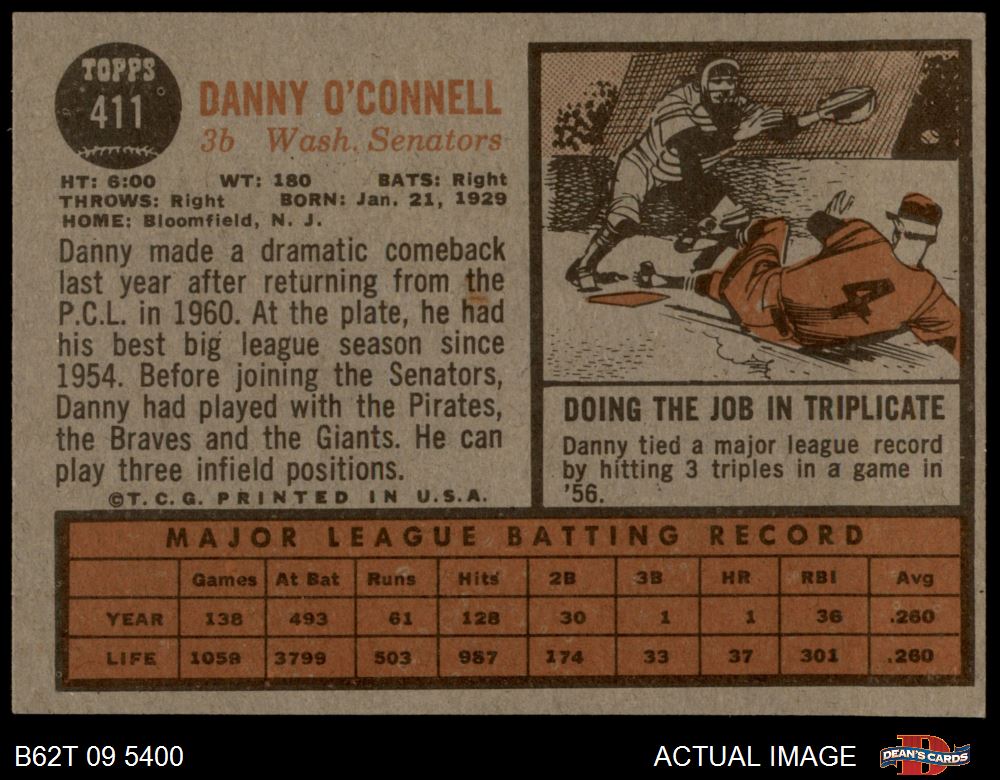 TOPPS
411
DANNY O'CONNELL
3b Wash. Senators
HT: 6:00 WT: 180 BATS: Right
THROWS: Right BORN: Jan. 21, 1929
HOME: Bloomfield, N. J.
Danny made a dramatic comeback
last year after returning from the
P.C.L. in 1960. At the plate, he had
his best big league season since
1954. Before joining the Senators,
Danny had played with the Pirates,
the Braves and the Giants. He can
play three infield positions.
©T. C. G. PRINTED IN U.S.A.
4
DOING THE JOB IN TRIPLICATE
Danny tied a major league record
by hitting 3 triples in a game in
'56.
MAJOR LEAGUE BATTING RECORD
Games At Bat Runs Hits 2B 3B HR RBI Avg
YEAR 138 493 61 128 30 1 1 36 .260
LIFE 1059 3799 503 987 174 33 37 301 .260
B62T 09 5400
ACTUAL IMAGE
D
DEAN'S CARDS